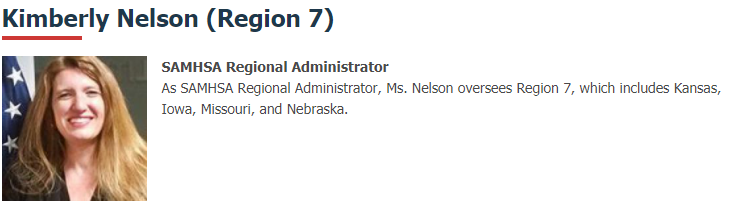 Kimberly Nelson (Region 7)
SAMHSA Regional Administrator
As SAMHSA Regional Administrator, Ms. Nelson oversees Region 7, which includes Kansas,
Iowa, Missouri, and Nebraska.